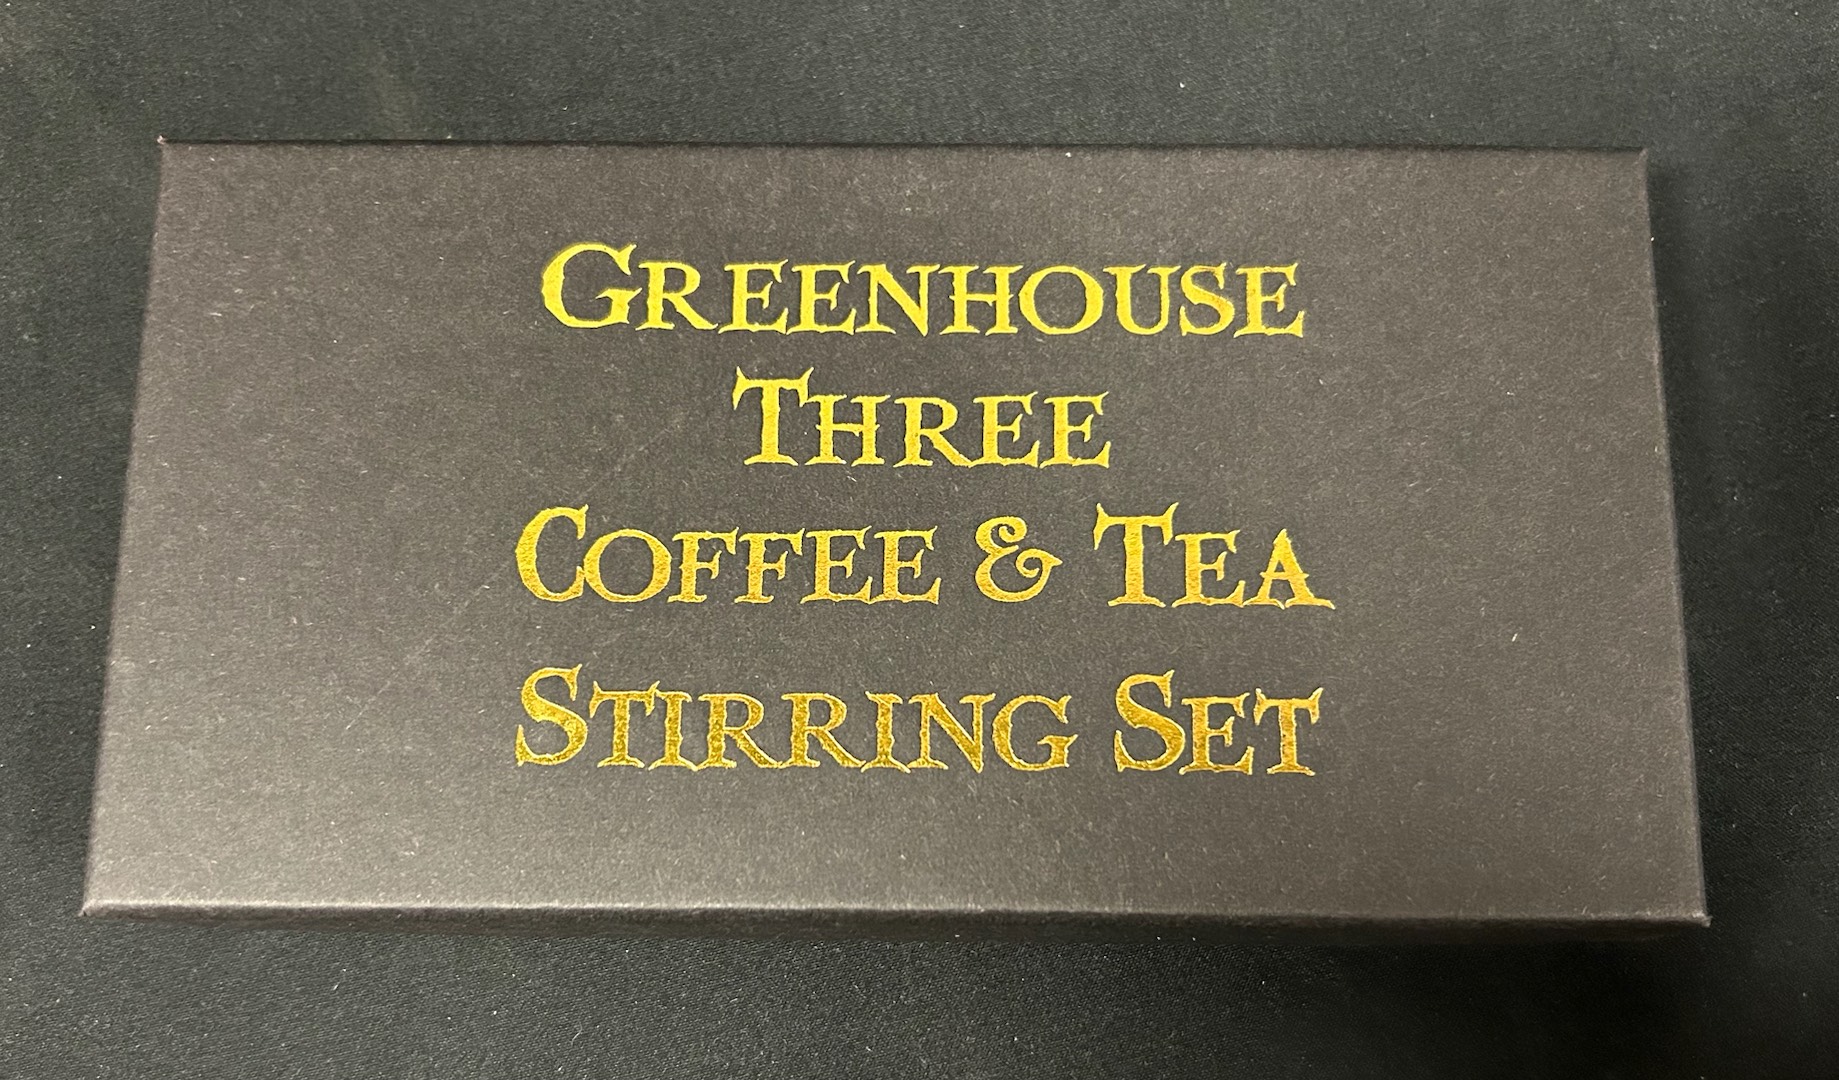 GREENHOUSE
THREE
COFFEE & TEA
STIRRING SET